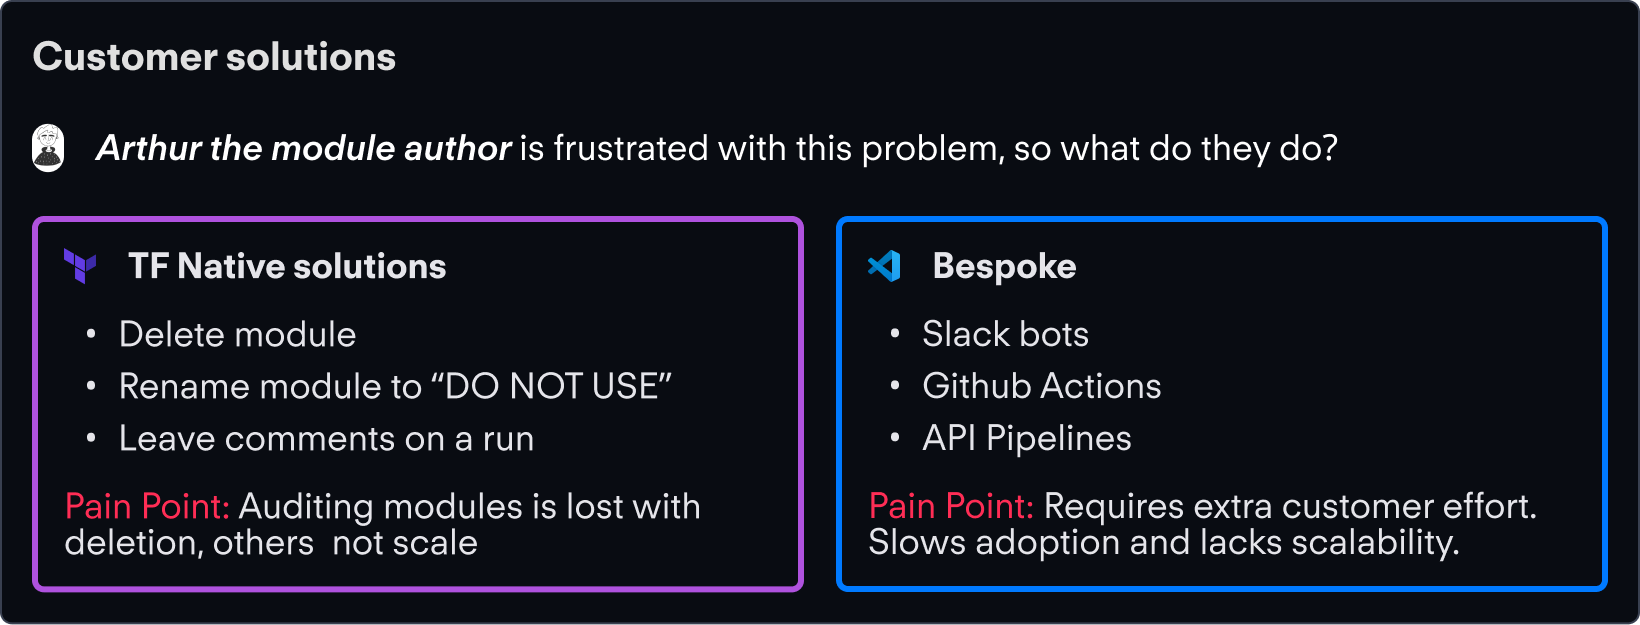 Customer solutions
Arthur the module author is frustrated with this problem, so what do they do?
TF Native solutions
• Delete module
• Rename module to “DO NOT USE”
• Leave comments on a run
Pain Point: Auditing modules is lost with
deletion, others  not scale
Bespoke
• Slack bots
• Github Actions
• API Pipelines
Pain Point: Requires extra customer effort.
Slows adoption and lacks scalability.